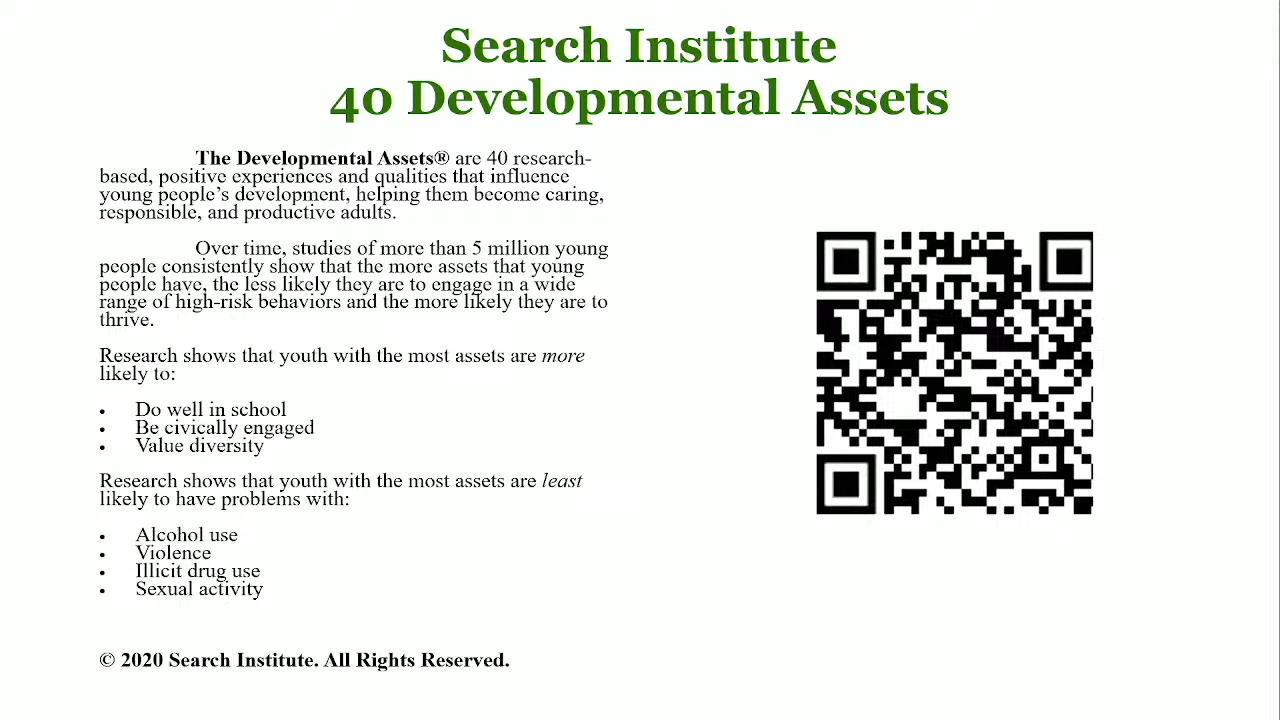 Search Institute
40 Developmental Assets
The Developmental Assets® are 40 research-
based, positive experiences and qualities that influence
young people’s development, helping them become caring,
responsible, and productive adults.
Over time, studies of more than 5 million young
people consistently show that the more assets that young
people have, the less likely they are to engage in a wide
range of high-risk behaviors and the more likely they are to
thrive.
Research shows that youth with the most assets are more
likely to:
• Do well in school
• Be civically engaged
• Value diversity
Research shows that youth with the most assets are least
likely to have problems with:
• Alcohol use
• Violence
• Illicit drug use
• Sexual activity
© 2020 Search Institute. All Rights Reserved.